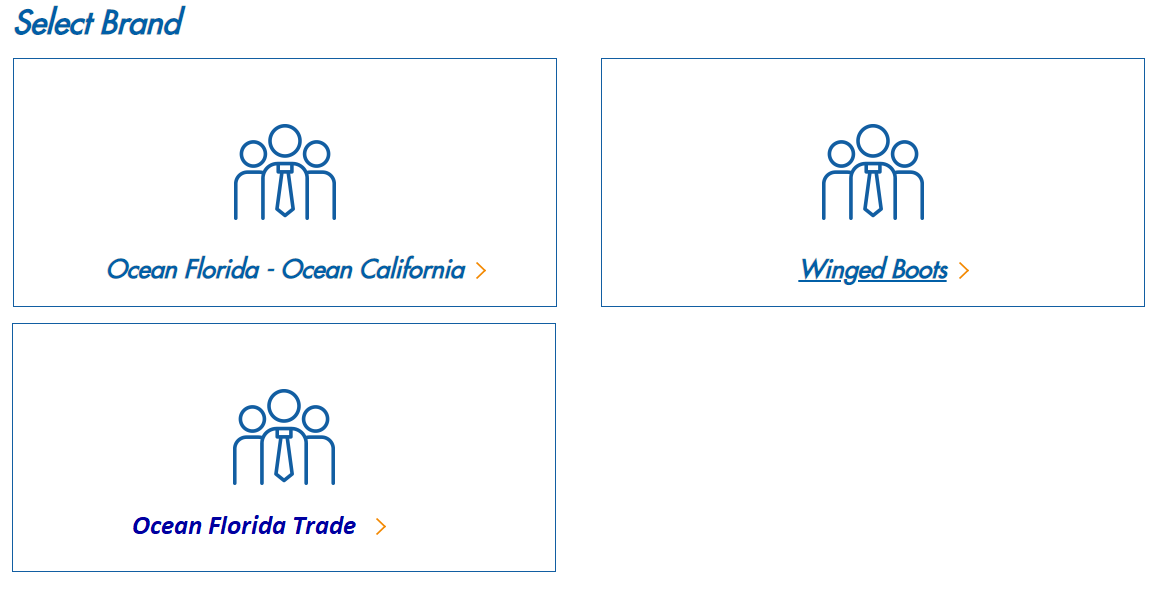 Select Brand
Ocean Florida - Ocean California
Winged Boots
Ocean Florida Trade